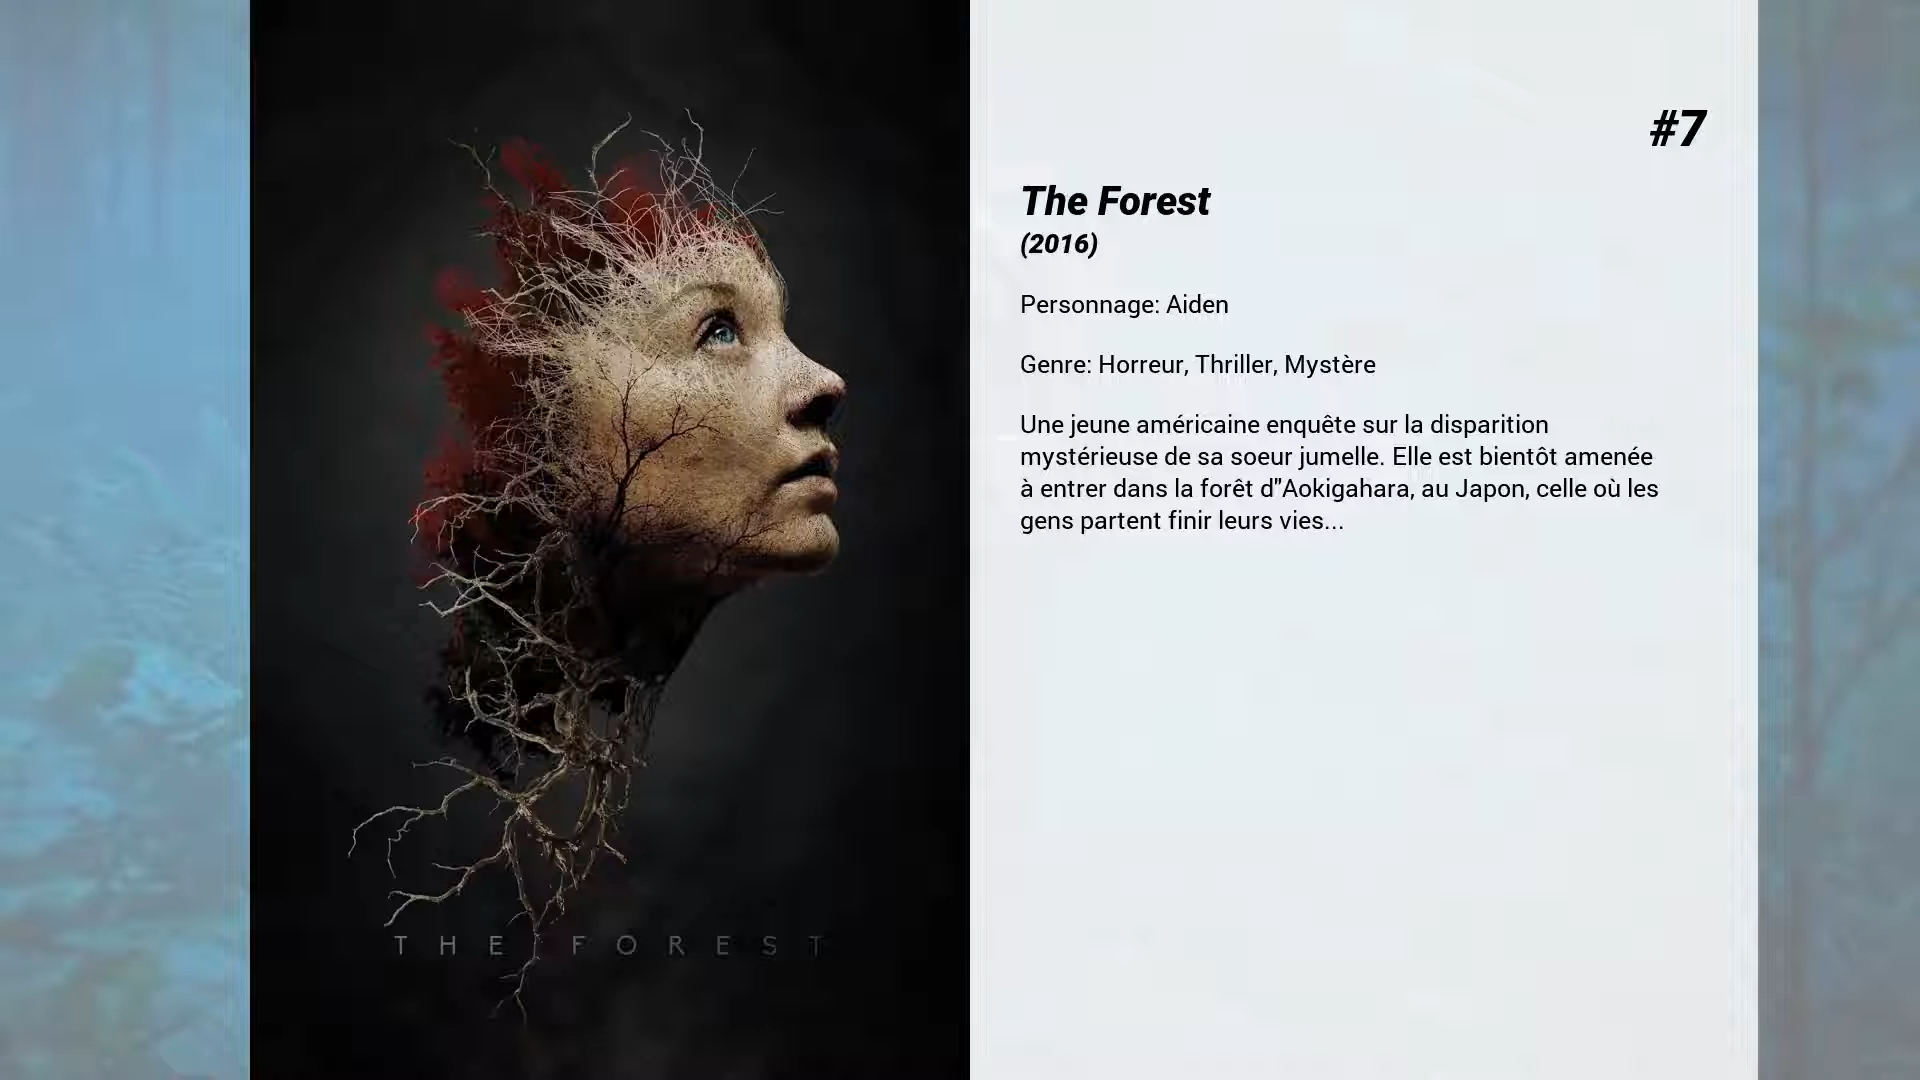 #7
The Forest
(2016)
Personnage: Aiden
Genre: Horreur, Thriller, Mystère
Une jeune américaine enquête sur la disparition
mystérieuse de sa soeur jumelle. Elle est bientôt amenée
à entrer dans la forêt d"Aokigahara, au Japon, celle où les
gens partent finir leurs vies...
THE FOREST